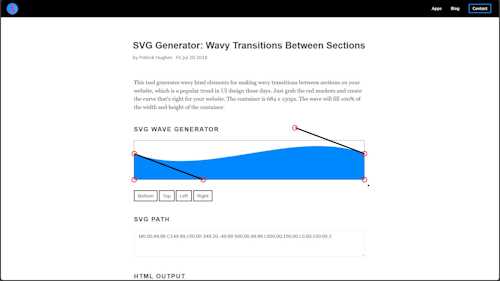 Apps
Blog
Contact
SVG Generator: Wavy Transitions Between Sections
by Patrick Hughes
Fri Jul 20 2018
This tool generates wavy html elements for making wavy transitions between sections on your
website, which is a popular trend in UI design these days. Just grab the red markers and create
the curve that's right for your website. The container is
The wave will fill 100%
of the width and height of the container.
SVG WAVE GENERATOR
Bottom
Top
Left
Right
SVG PATH
HTML OUTPUT